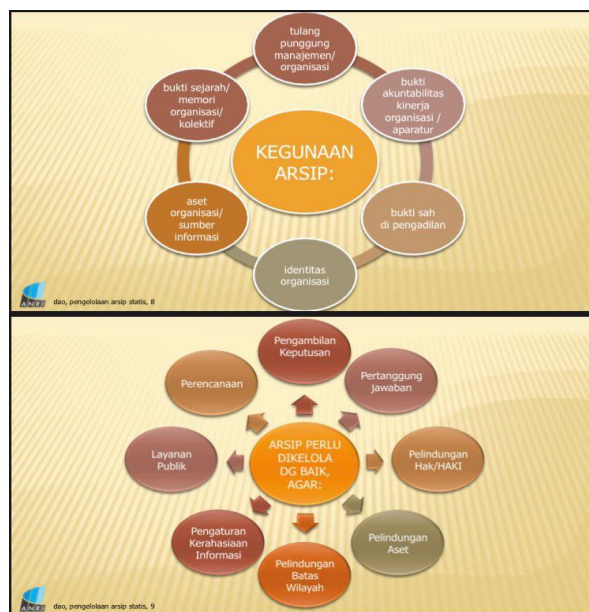 tulang
punggung
manajemen/
organisasi
bukti
akuntabilitas
kinerja
organisasi /
aparatur
bukti sah
di pengadilan
identitas
organisasi
aset
organisasi/
sumber
informasi
bukti sejarah/
memori
organisasi/
kolektif
KEGUNAAN
ARSIP:
ANRI
dao, pengelolaan arsip statis, 8
Pengambilan
Keputusan
Pertanggung
jawaban
Pelindungan
Hak/HAKI
Pelindungan
Aset
Pelindungan
Batas
Wilayah
Pengaturan
Kerahasiaan
Informasi
Layanan
Publik
Perencanaan
ARSIP PERLU
DIKELOLA
DG BAIK,
AGAR:
ANRI
dao, pengelolaan arsip statis, 9